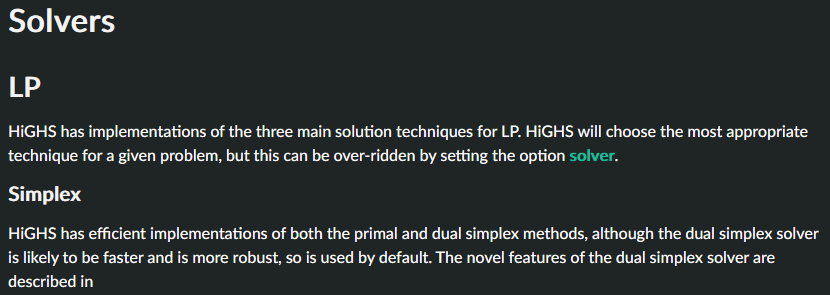 Solvers
LP
HiGHS has implementations of the three main solution techniques for LP. HiGHS will choose the most appropriate
technique for a given problem, but this can be over-ridden by setting the option solver.
Simplex
HiGHS has efficient implementations of both the primal and dual simplex methods, although the dual simplex solver
is likely to be faster and is more robust, so is used by default. The novel features of the dual simplex solver are
described in